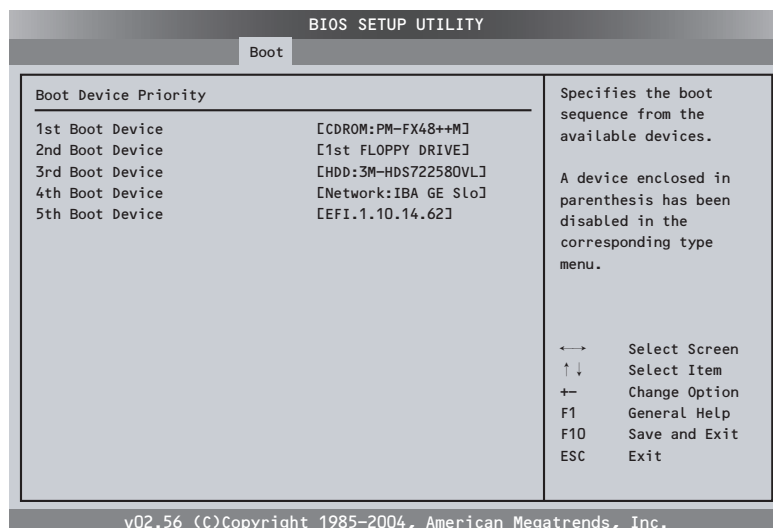 BIOS SETUP UTILITY
Boot
Boot Device Priority
1st Boot Device [CDROM:PM-FX48++M]
2nd Boot Device [1st FLOPPY DRIVE]
3rd Boot Device [HDD:3M-HDS722580VL]
4th Boot Device [Network:IBA GE Slo]
5th Boot Device [EFI.1.10.14.62]
Specifies the boot
sequence from the
available devices.
A device enclosed in
parenthesis has been
disabled in the
corresponding type
menu.
←→ Select Screen
↑↓ Select Item
+- Change Option
F1 General Help
F10 Save and Exit
ESC Exit
v02.56 (C)Copyright 1985-2004, American Megatrends, Inc.